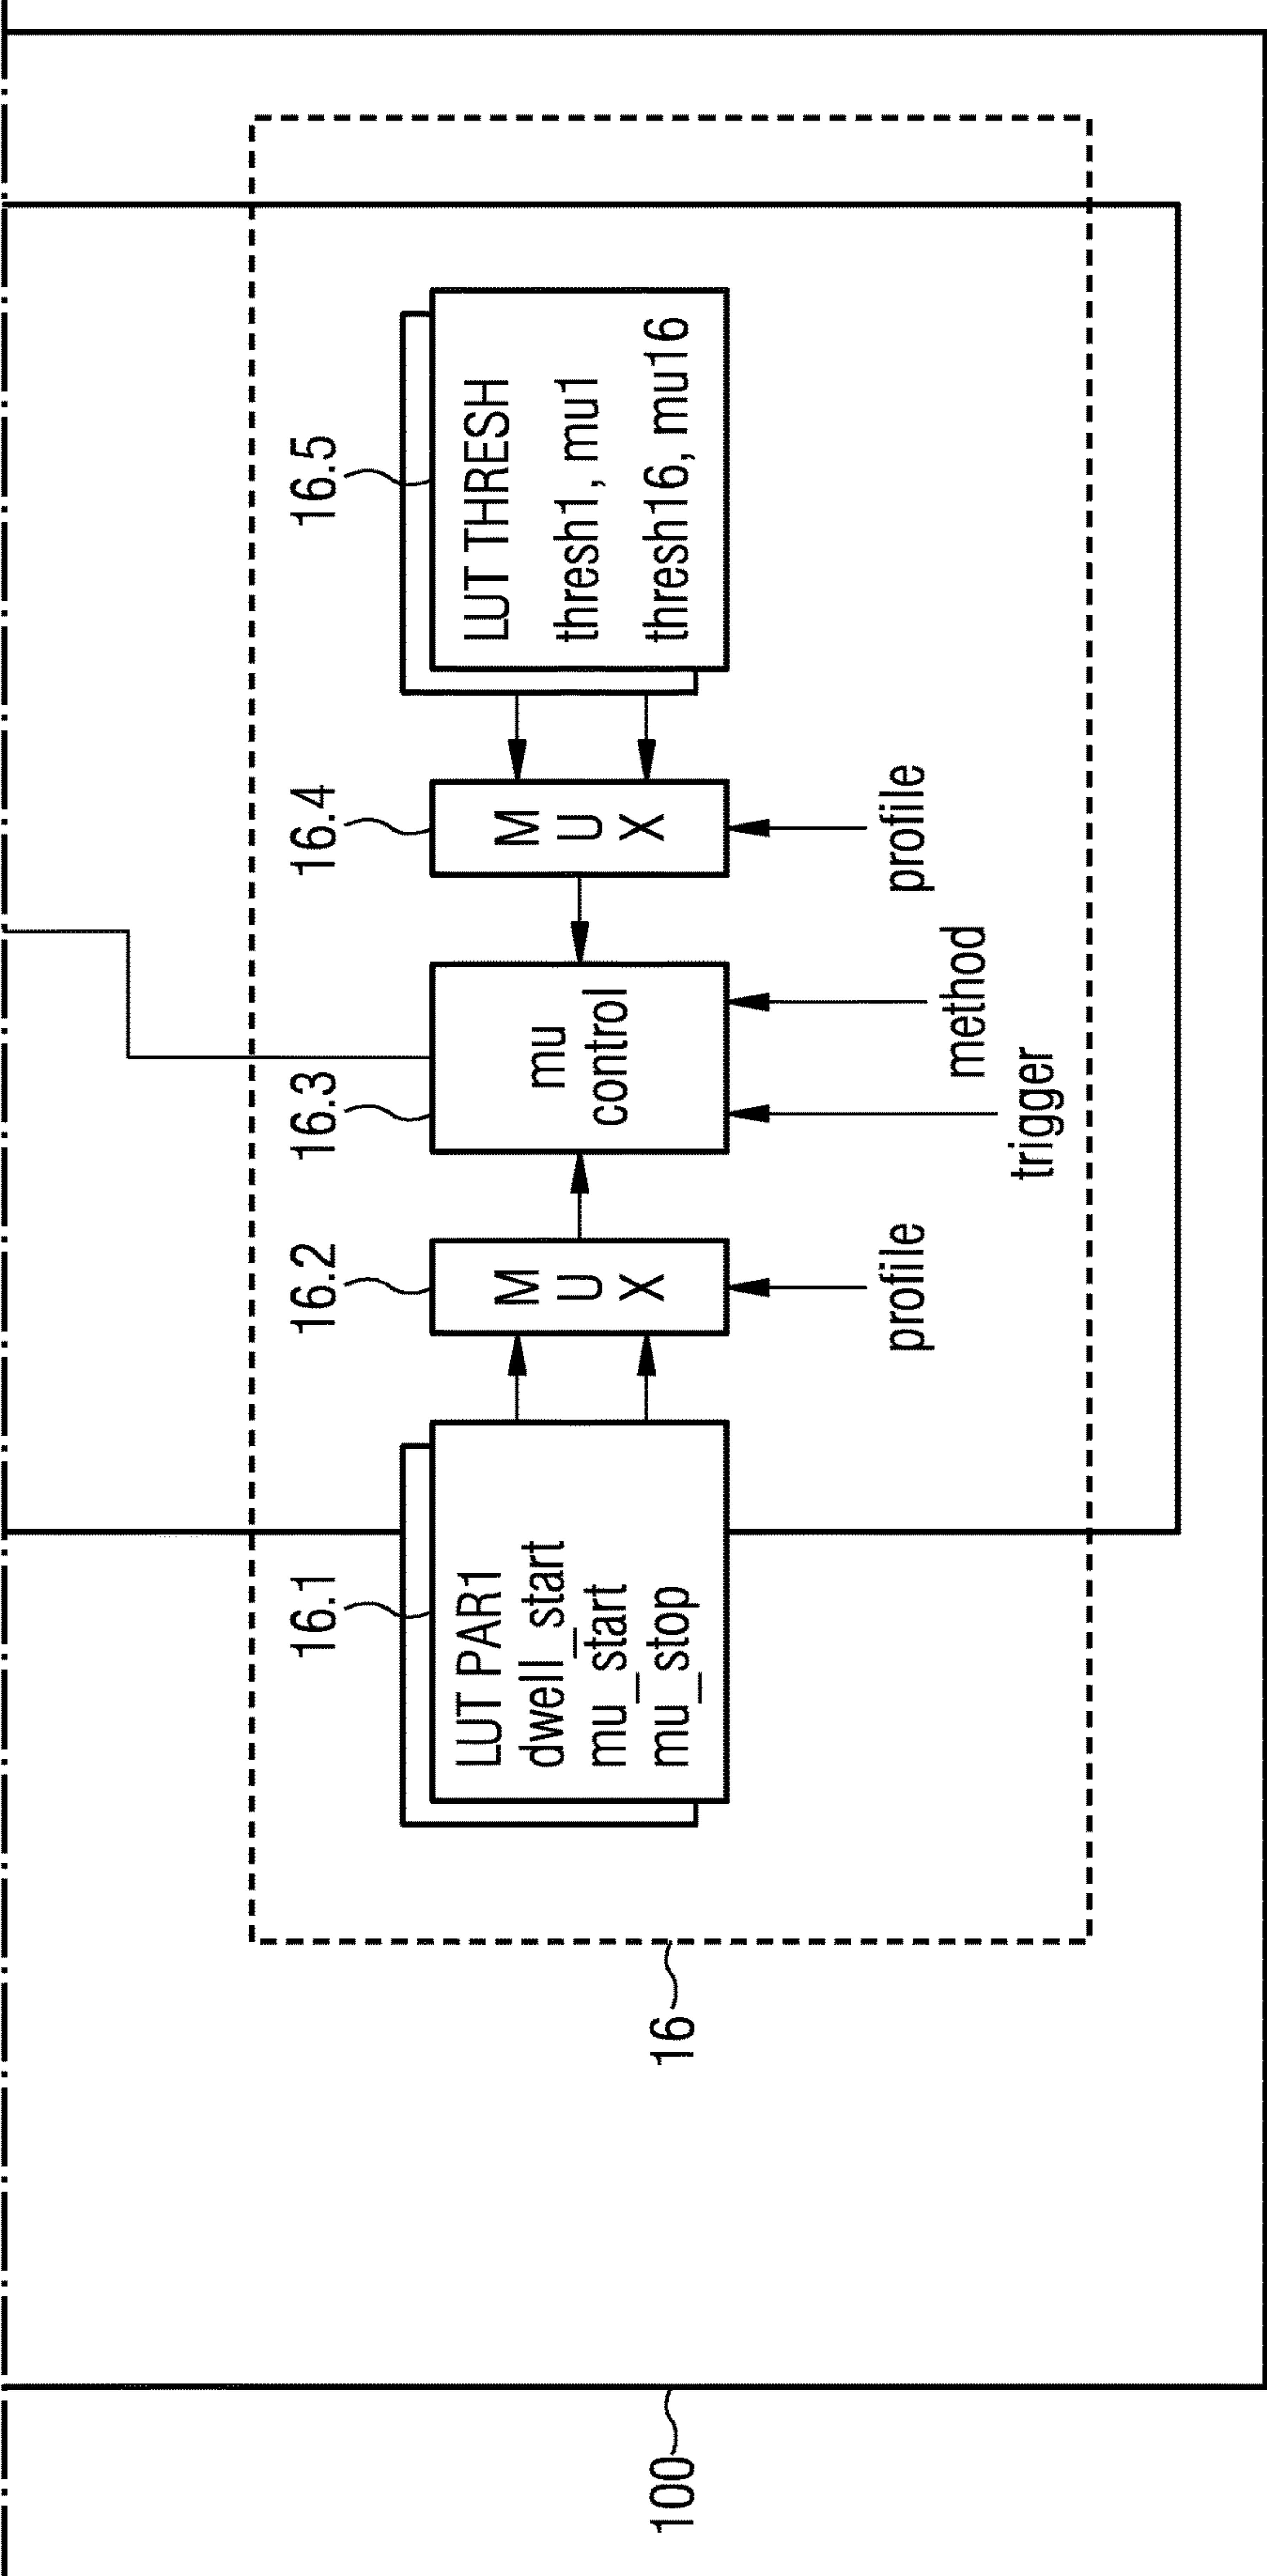 16.1
16.2
16.3
16.4
16.5
LUT PAR1
dwell_start
mu_start
mu_stop
M
U
X
mu
control
M
U
X
LUT THRESH
thresh1, mu1
thresh16, mu16
profile
trigger
method
profile
16
100